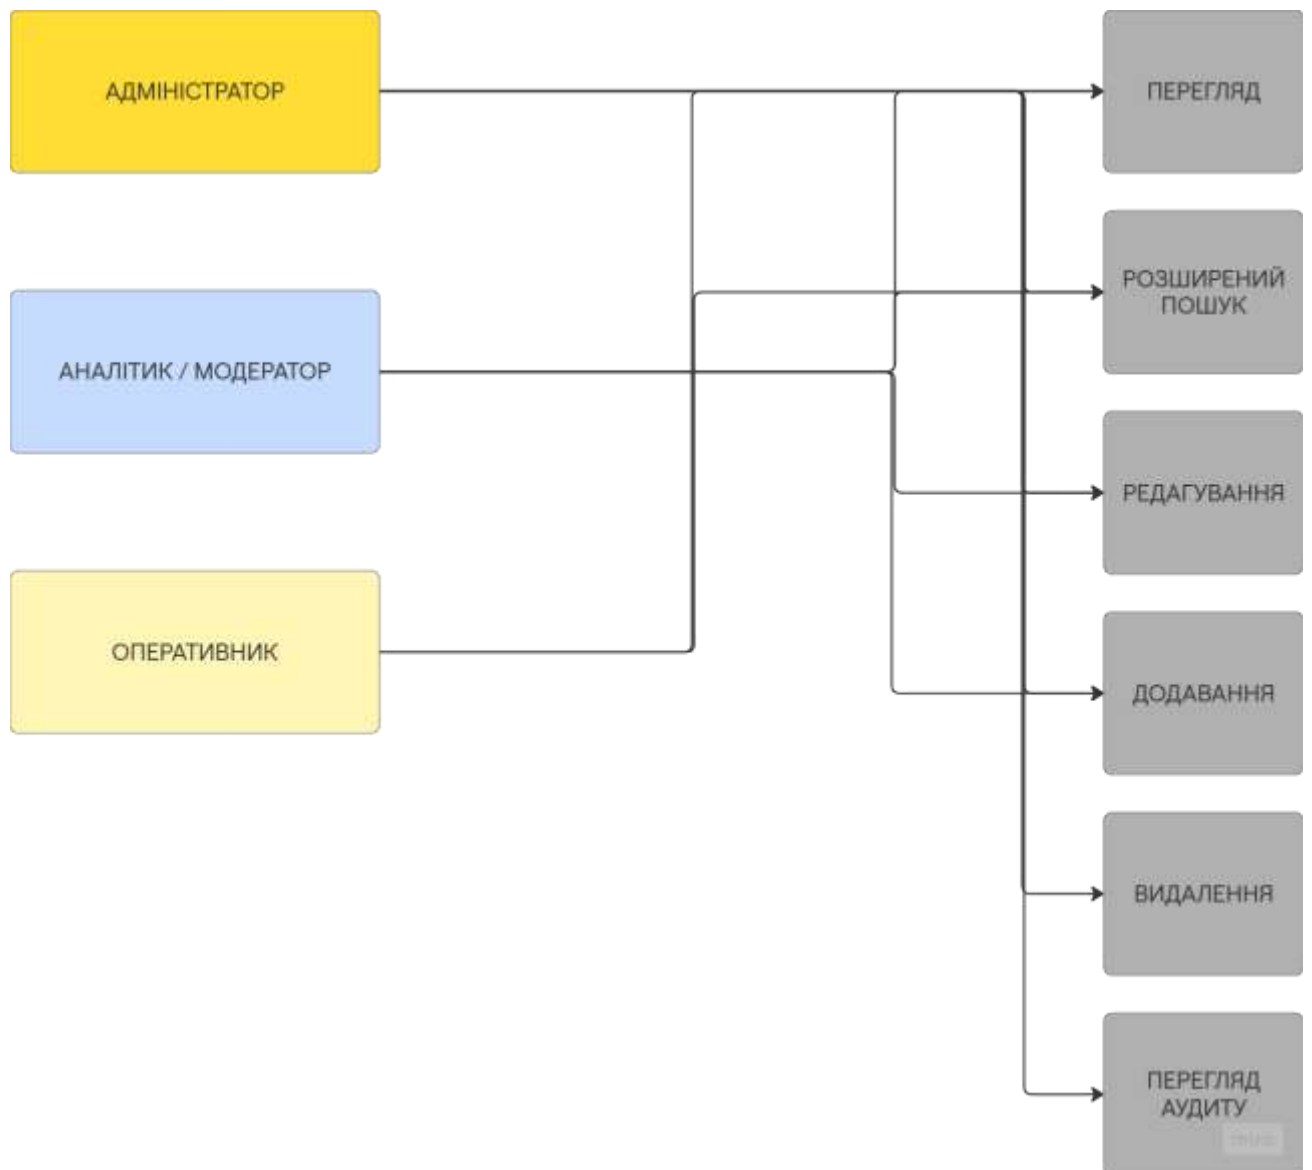 АДМІНІСТРАТОР
АНАЛІТИК / МОДЕРАТОР
ОПЕРАТИВНИК
ПЕРЕГЛЯД
РОЗШИРЕНИЙ
ПОШУК
РЕДАГУВАННЯ
ДОДАВАННЯ
ВИДАЛЕННЯ
ПЕРЕГЛЯД
АУДИТУ